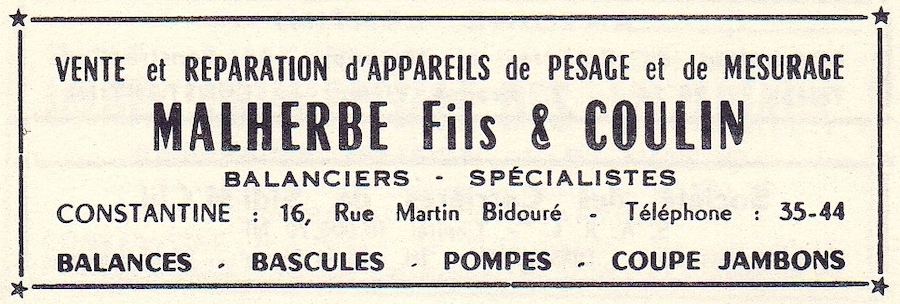 VENTE et REPARATION d'APPAREILS de PESAGE et de MESURAGE
MALHERBE Fils & COULIN
BALANCIERS - SPÉCIALISTES
CONSTANTINE : 16, Rue Martin Bidouré - Téléphone : 35-44
BALANCES - BASCULES - POMPES - COUPE JAMBONS